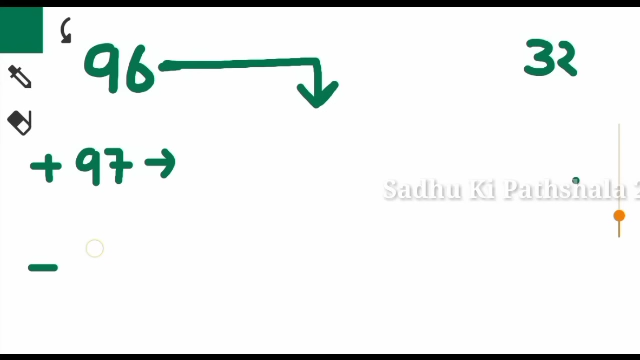 96 → 32
+ 97 →
Sadhu Ki Pathshala
−